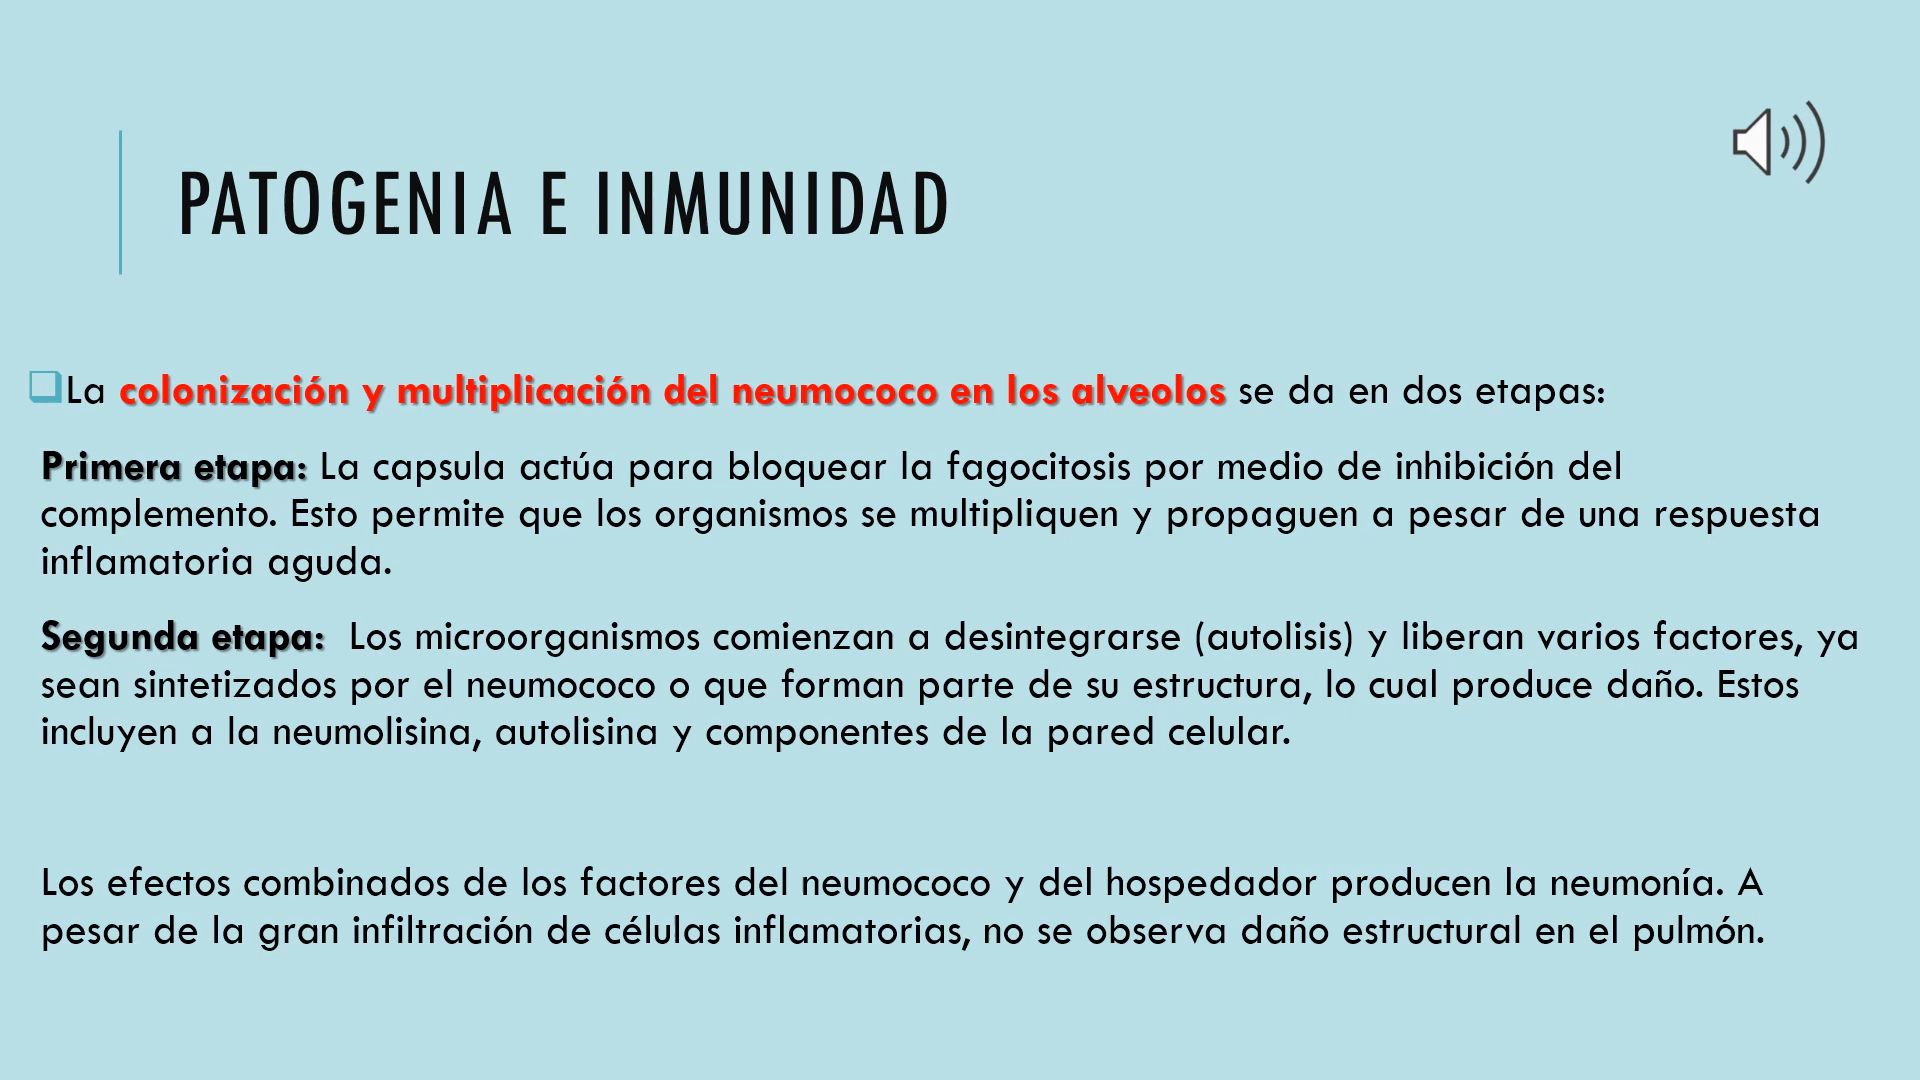 PATOGENIA E INMUNIDAD
La colonización y multiplicación del neumococo en los alveolos se da en dos etapas:
Primera etapa: La capsula actúa para bloquear la fagocitosis por medio de inhibición del
complemento. Esto permite que los organismos se multipliquen y propaguen a pesar de una respuesta
inflamatoria aguda.
Segunda etapa: Los microorganismos comienzan a desintegrarse (autolisis) y liberan varios factores, ya
sean sintetizados por el neumococo o que forman parte de su estructura, lo cual produce daño. Estos
incluyen a la neumolisina, autolisina y componentes de la pared celular.
Los efectos combinados de los factores del neumococo y del hospedador producen la neumonía. A
pesar de la gran infiltración de células inflamatorias, no se observa daño estructural en el pulmón.